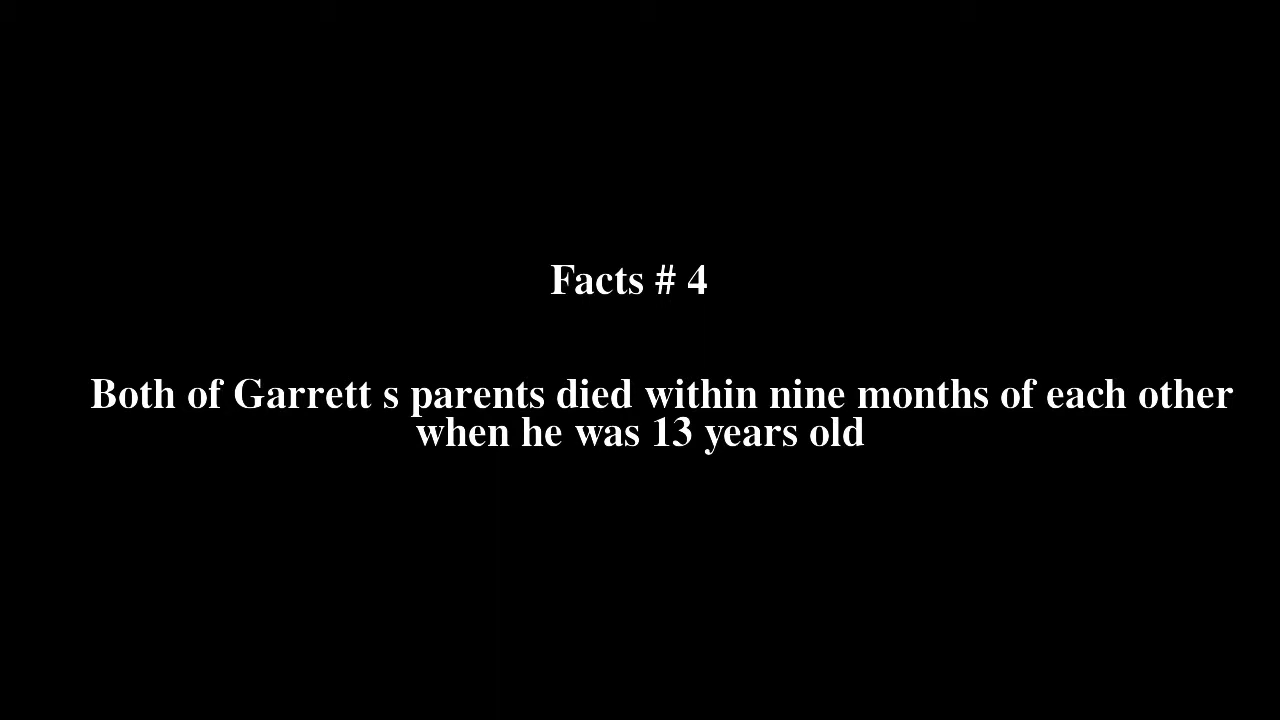 Facts # 4
Both of Garrett s parents died within nine months of each other
when he was 13 years old